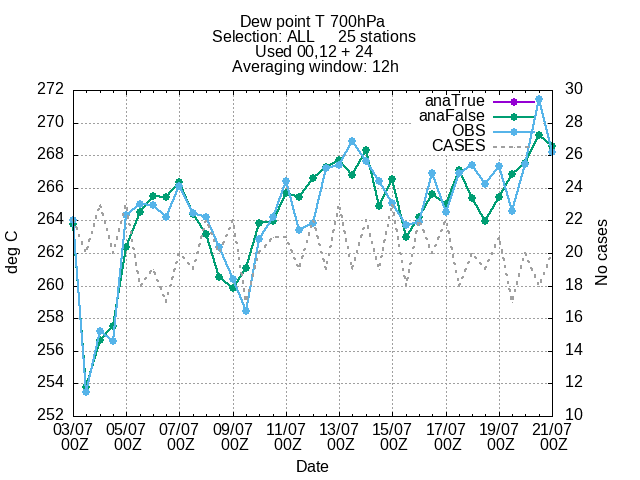 Dew point T 700hPa
Selection: ALL 25 stations
Used 00,12 + 24
Averaging window: 12h
272 30
anaTrue
270 anaFalse 28
OBS
268 CASES 26
266 24
264 22
262 20
260 18
258 16
256 14
254 12
252 10
deg C
No cases
03/07 05/07 07/07 09/07 11/07 13/07 15/07 17/07 19/07 21/07
00Z 00Z 00Z 00Z 00Z 00Z 00Z 00Z 00Z 00Z
Date